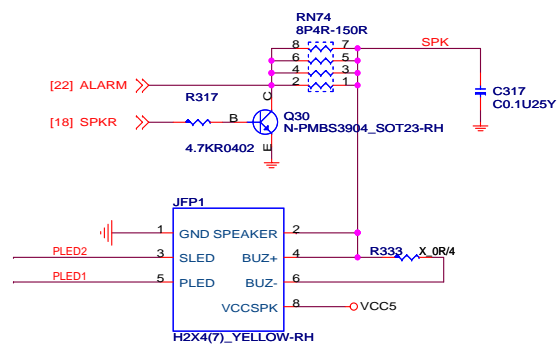 RN74
8P4R-150R
8 7 SPK
6 5
4 3
[22] ALARM 2 1
C317
C0.1U25Y
R317 C
Q30
[18] SPKR B
N-PMBS3904_SOT23-RH
4.7KR0402 E
JFP1
1 GND SPEAKER 2
R333 X_0R/4
PLED2 3 SLED BUZ+ 4
PLED1 5 PLED BUZ- 6
VCCSPK 8 VCC5
H2X4(7)_YELLOW-RH